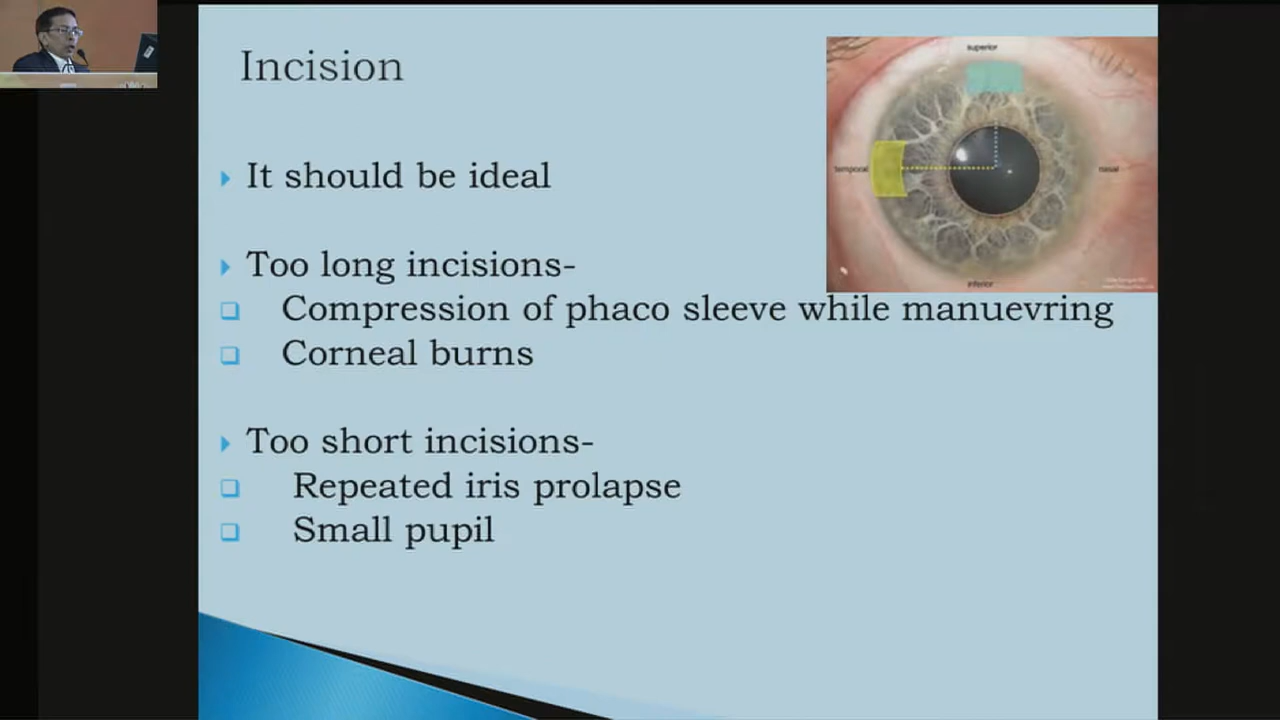 Incision
superior
temporal
nasal
inferior
It should be ideal
Too long incisions-
Compression of phaco sleeve while manuevring
Corneal burns
Too short incisions-
Repeated iris prolapse
Small pupil